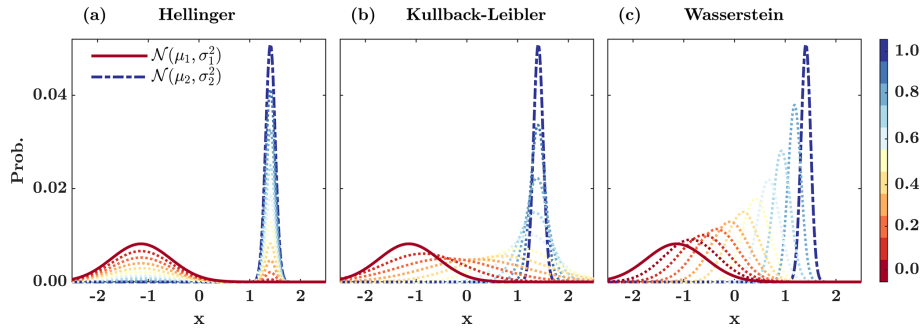 (a) Hellinger
(b) Kullback-Leibler
(c) Wasserstein
𝒩(μ₁, σ₁²)
𝒩(μ₂, σ₂²)
Prob.
0.04
0.02
0.00
-2 -1 0 1 2
-2 -1 0 1 2
-2 -1 0 1 2
x
x
x
1.0
0.8
0.6
0.4
0.2
0.0